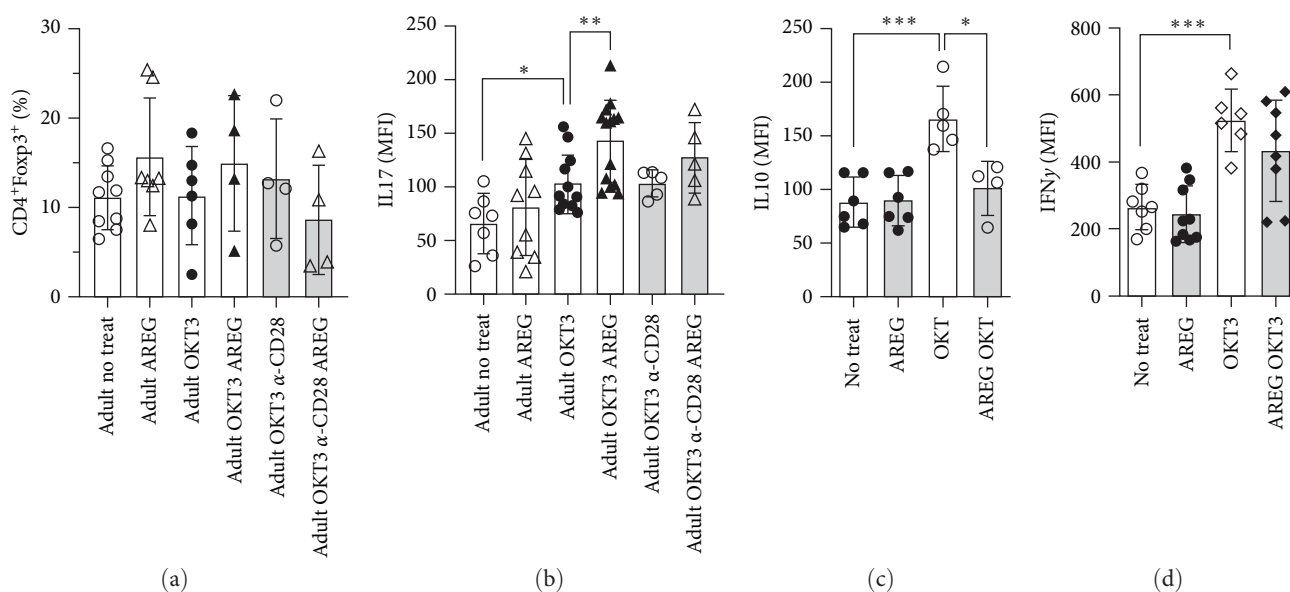 CD4⁺Foxp3⁺ (%)
30
20
10
0
Adult no treat
Adult AREG
Adult OKT3
Adult OKT3 AREG
Adult OKT3 α-CD28
Adult OKT3 α-CD28 AREG
(a)
IL17 (MFI)
250
200
150
100
50
0
*
**
Adult no treat
Adult AREG
Adult OKT3
Adult OKT3 AREG
Adult OKT3 α-CD28
Adult OKT3 α-CD28 AREG
(b)
IL10 (MFI)
250
200
150
100
50
0
***
*
No treat
AREG
OKT
AREG OKT
(c)
IFNγ (MFI)
800
600
400
200
0
***
No treat
AREG
OKT3
AREG OKT3
(d)